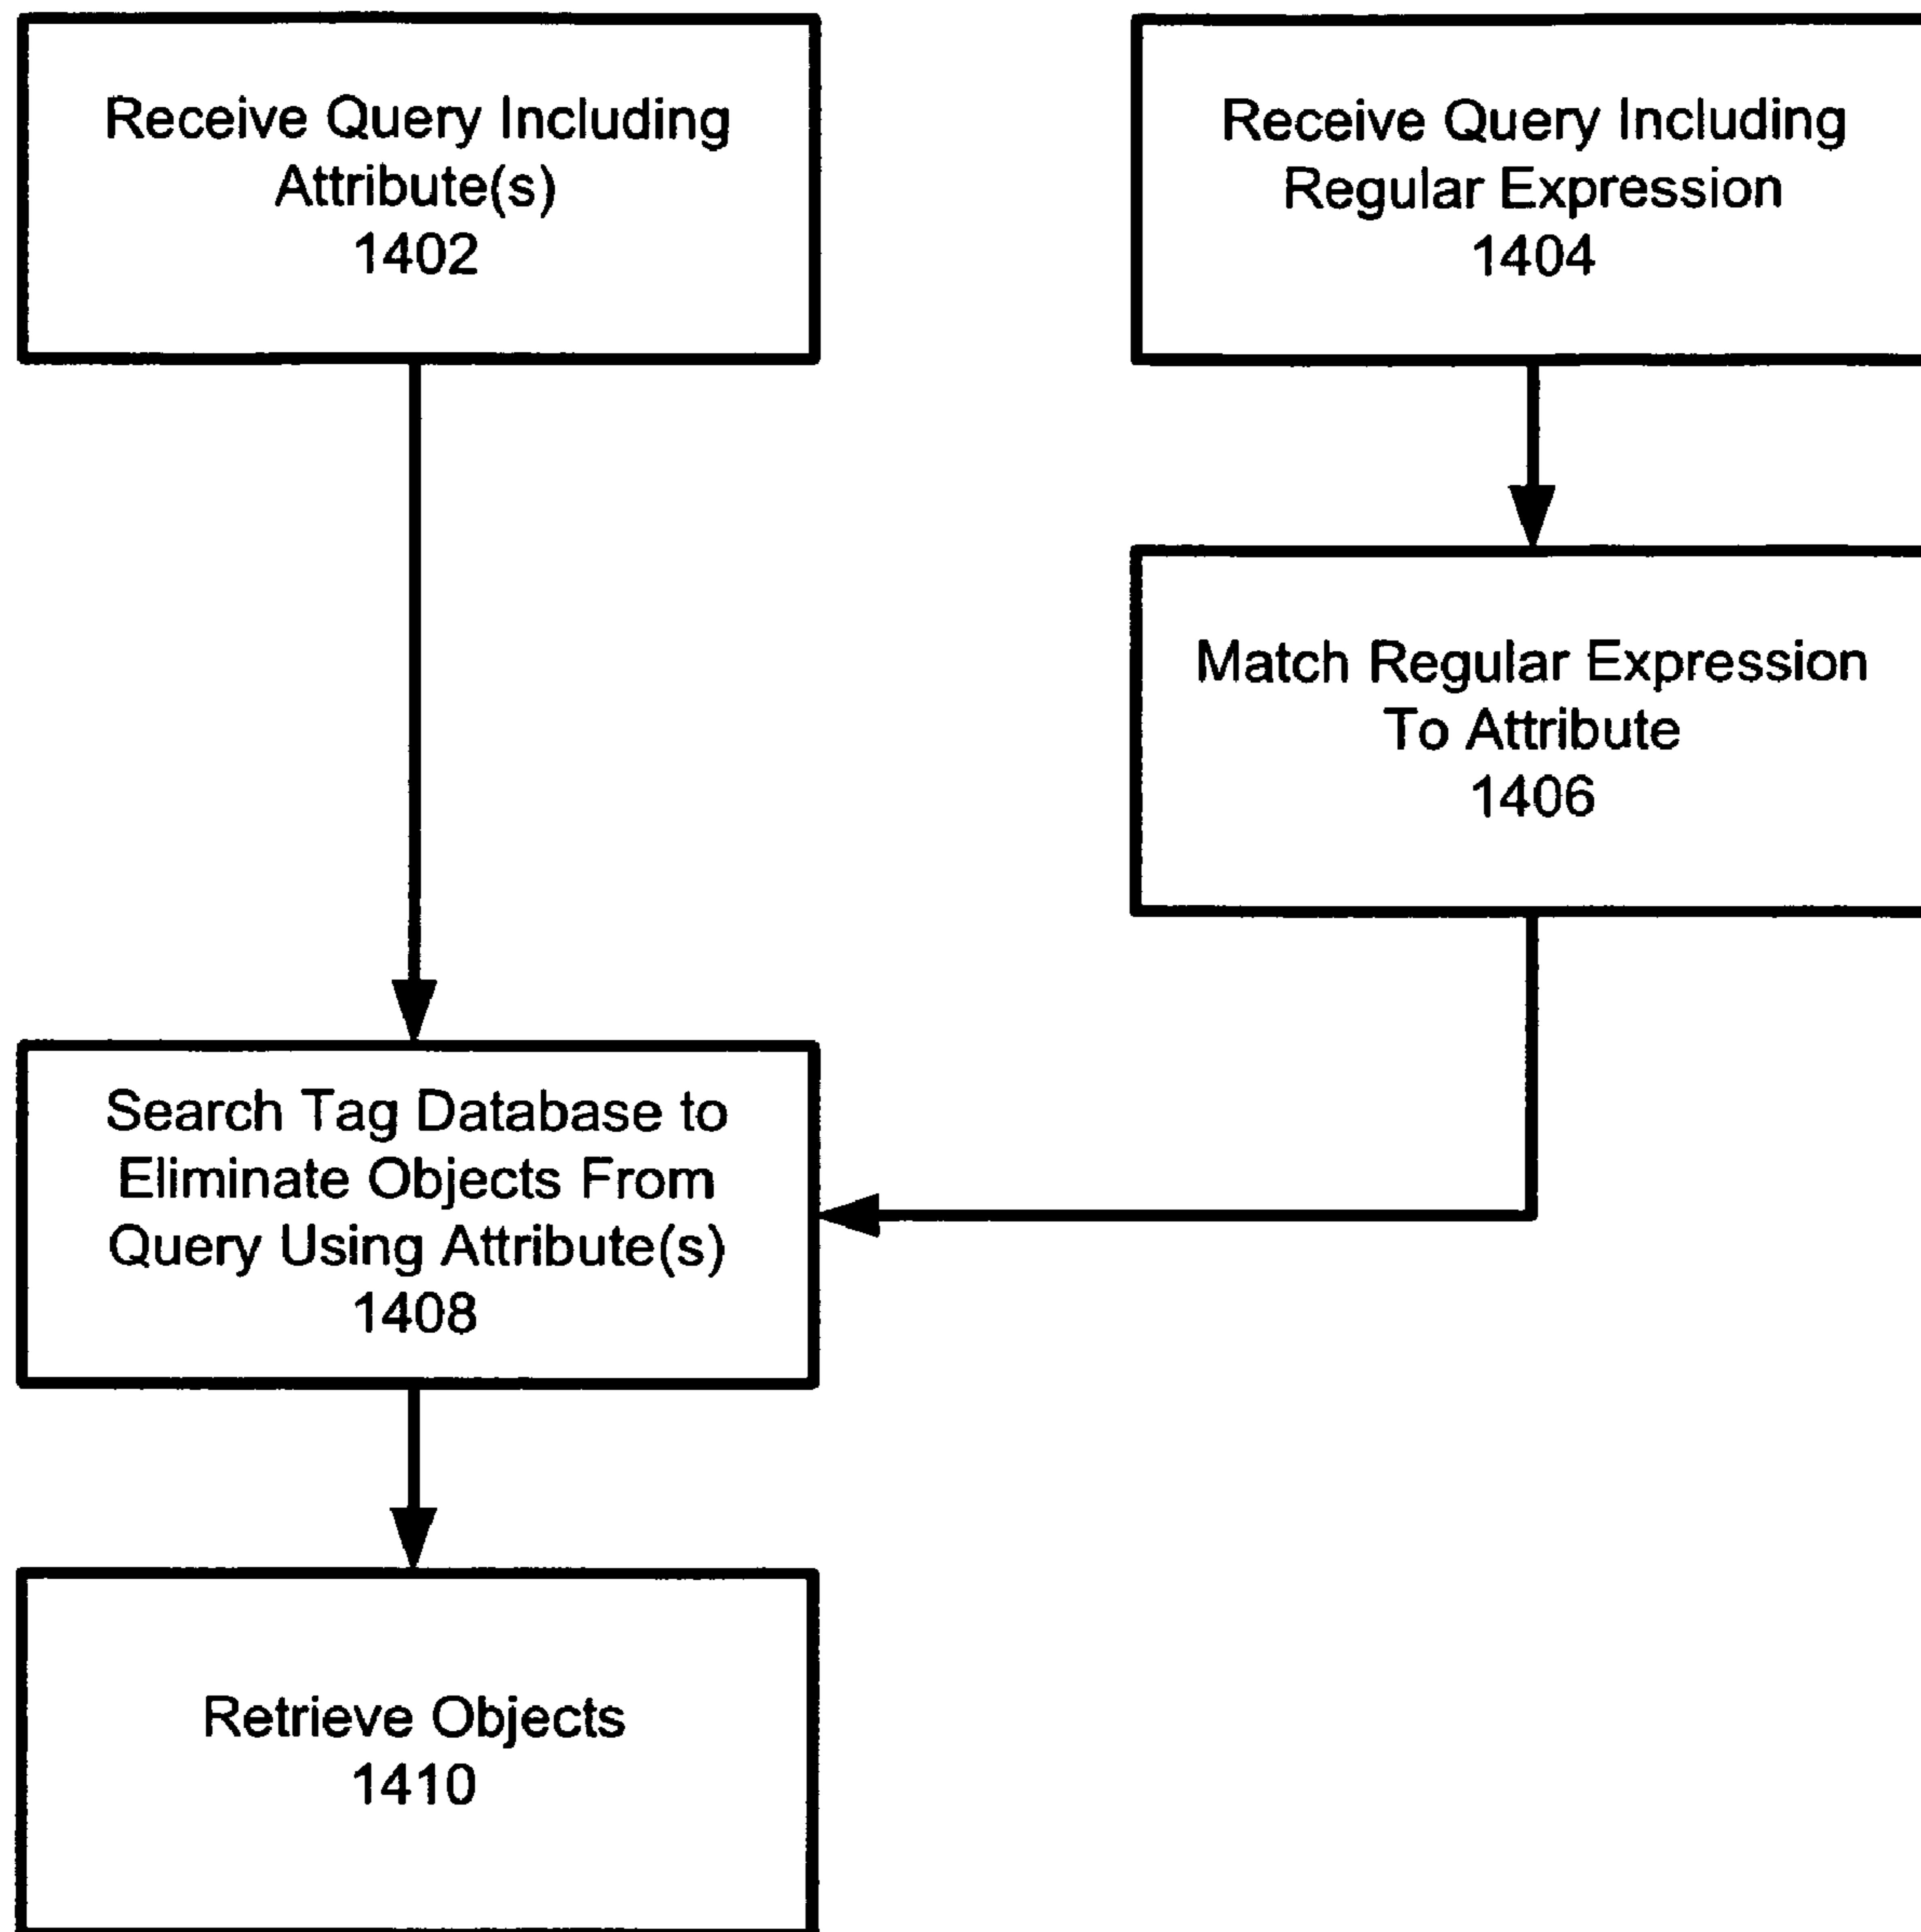 Receive Query Including
Attribute(s)
1402
Receive Query Including
Regular Expression
1404
Match Regular Expression
To Attribute
1406
Search Tag Database to
Eliminate Objects From
Query Using Attribute(s)
1408
Retrieve Objects
1410